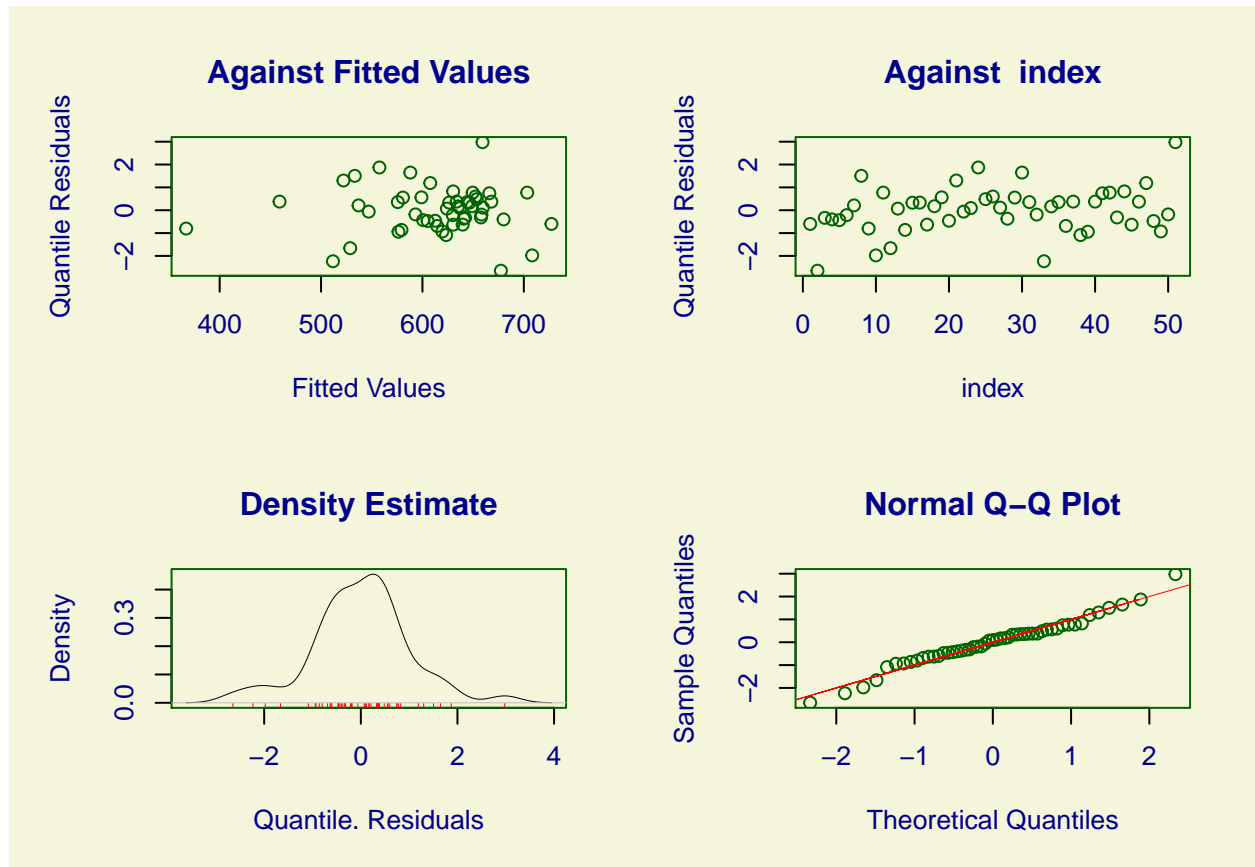 Against Fitted Values
Quantile Residuals
−2 0 2
400 500 600 700
Fitted Values
Against  index
Quantile Residuals
−2 0 2
0 10 20 30 40 50
index
Density Estimate
Density
0.0 0.3
−2 0 2 4
Quantile. Residuals
Normal Q−Q Plot
Sample Quantiles
−2 0 2
−2 −1 0 1 2
Theoretical Quantiles